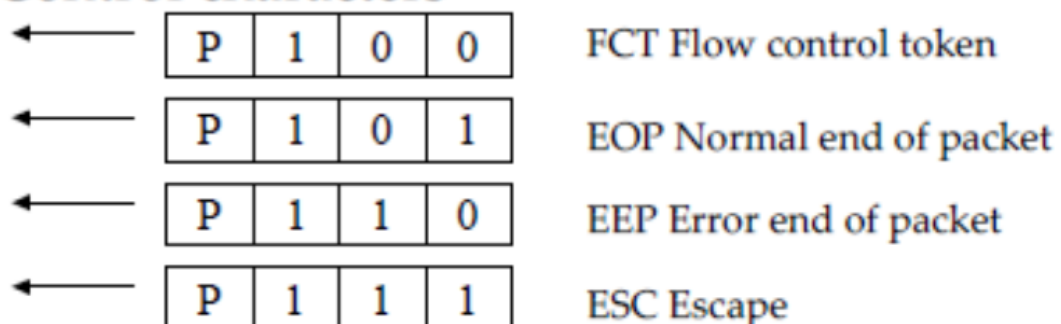 P 1 0 0 FCT Flow control token
P 1 0 1 EOP Normal end of packet
P 1 1 0 EEP Error end of packet
P 1 1 1 ESC Escape